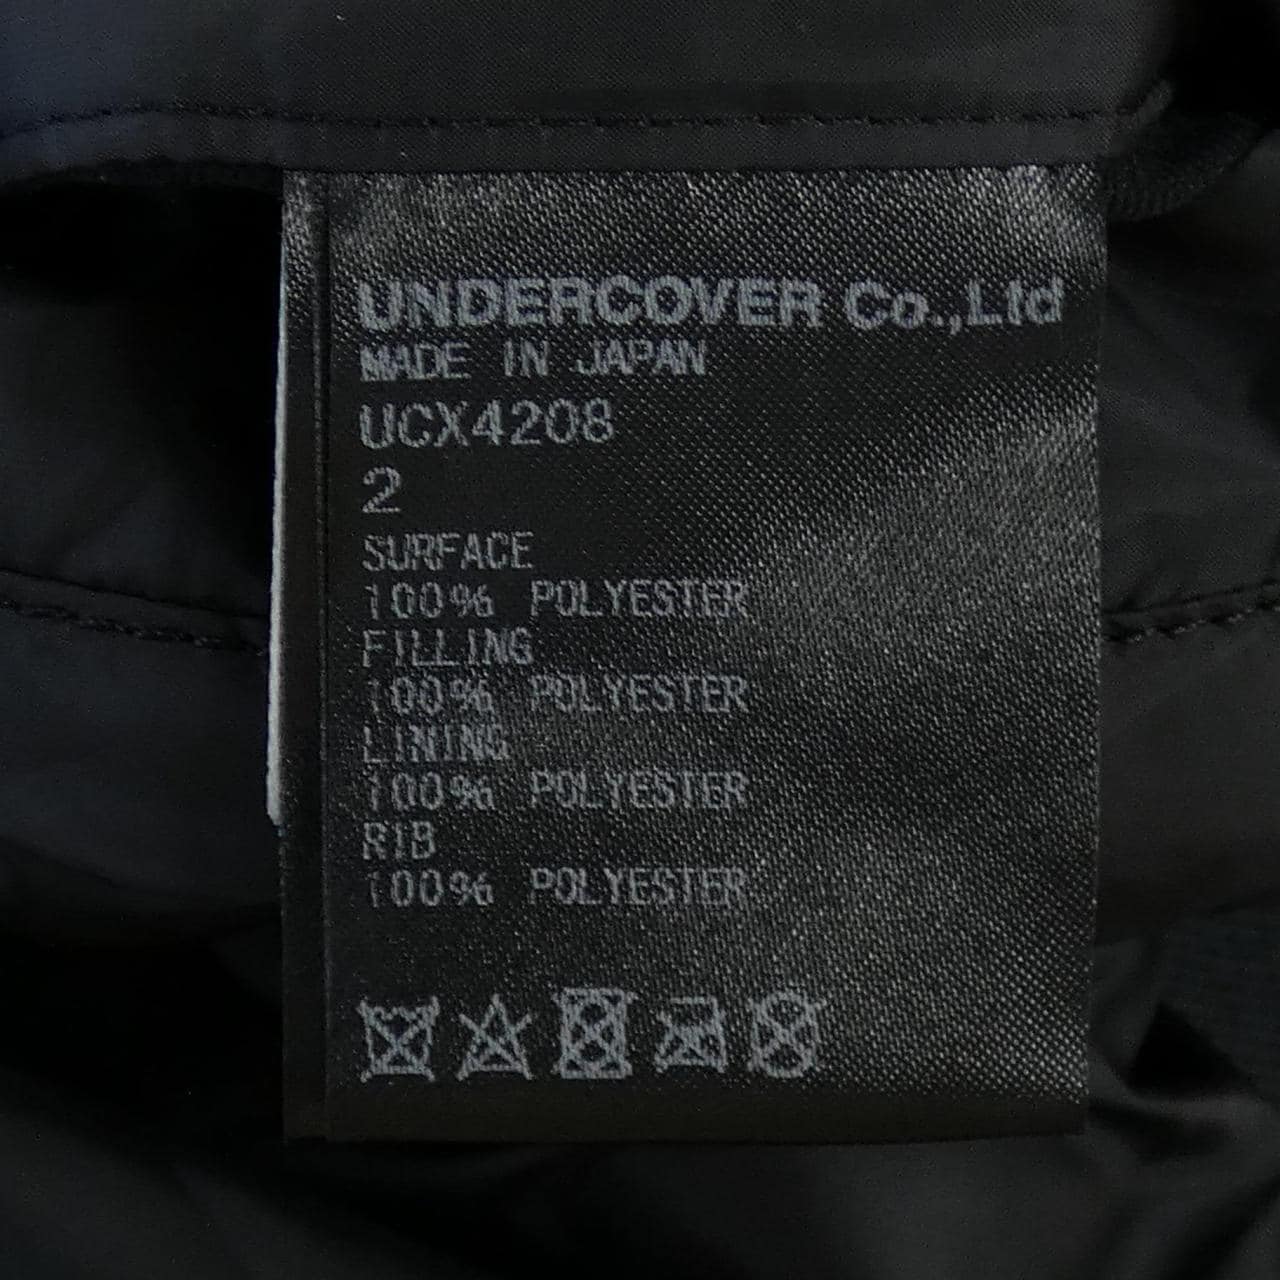 UNDERCOVER Co.,Ltd
MADE IN JAPAN
UCX4208
2
SURFACE
100% POLYESTER
FILLING
100% POLYESTER
LINING
100% POLYESTER
RIB
100% POLYESTER